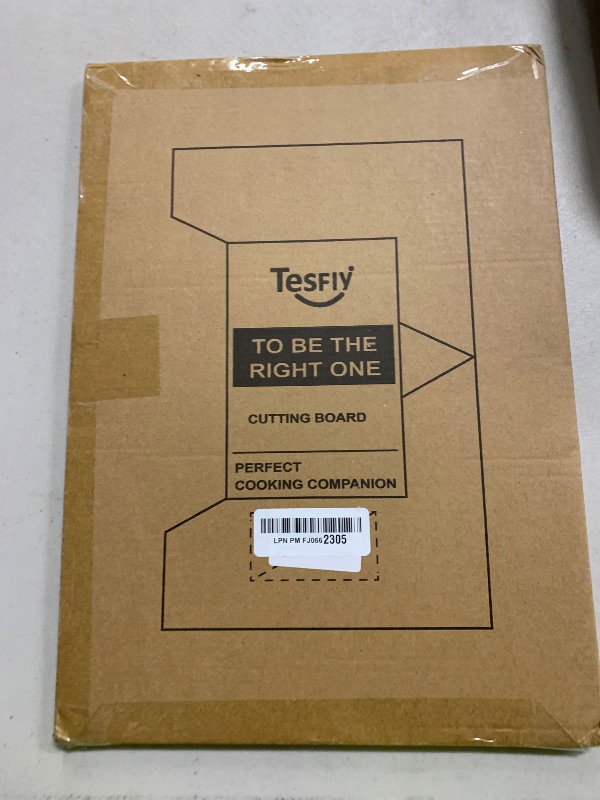 TESFIY
TO BE THE
RIGHT ONE
CUTTING BOARD
PERFECT
COOKING COMPANION
LPN PM FJ0662305